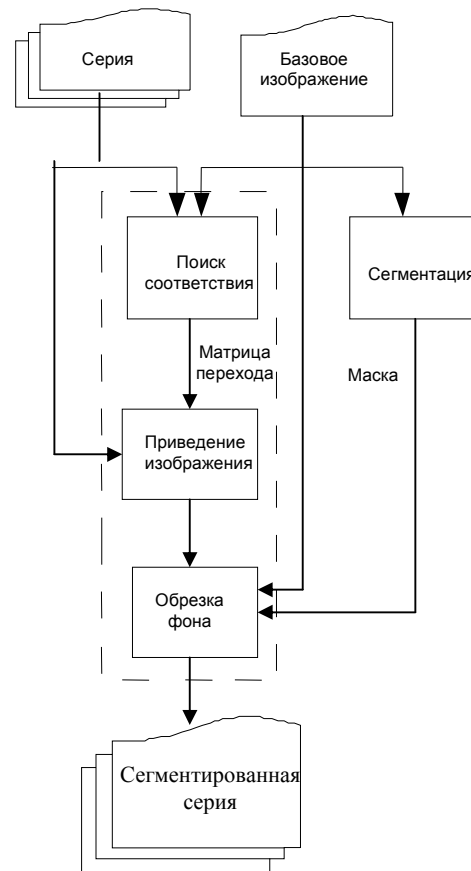 Серия
Базовое
изображение
Поиск
соответствия
Сегментация
Матрица
перехода
Маска
Приведение
изображения
Обрезка
фона
Сегментированная
серия